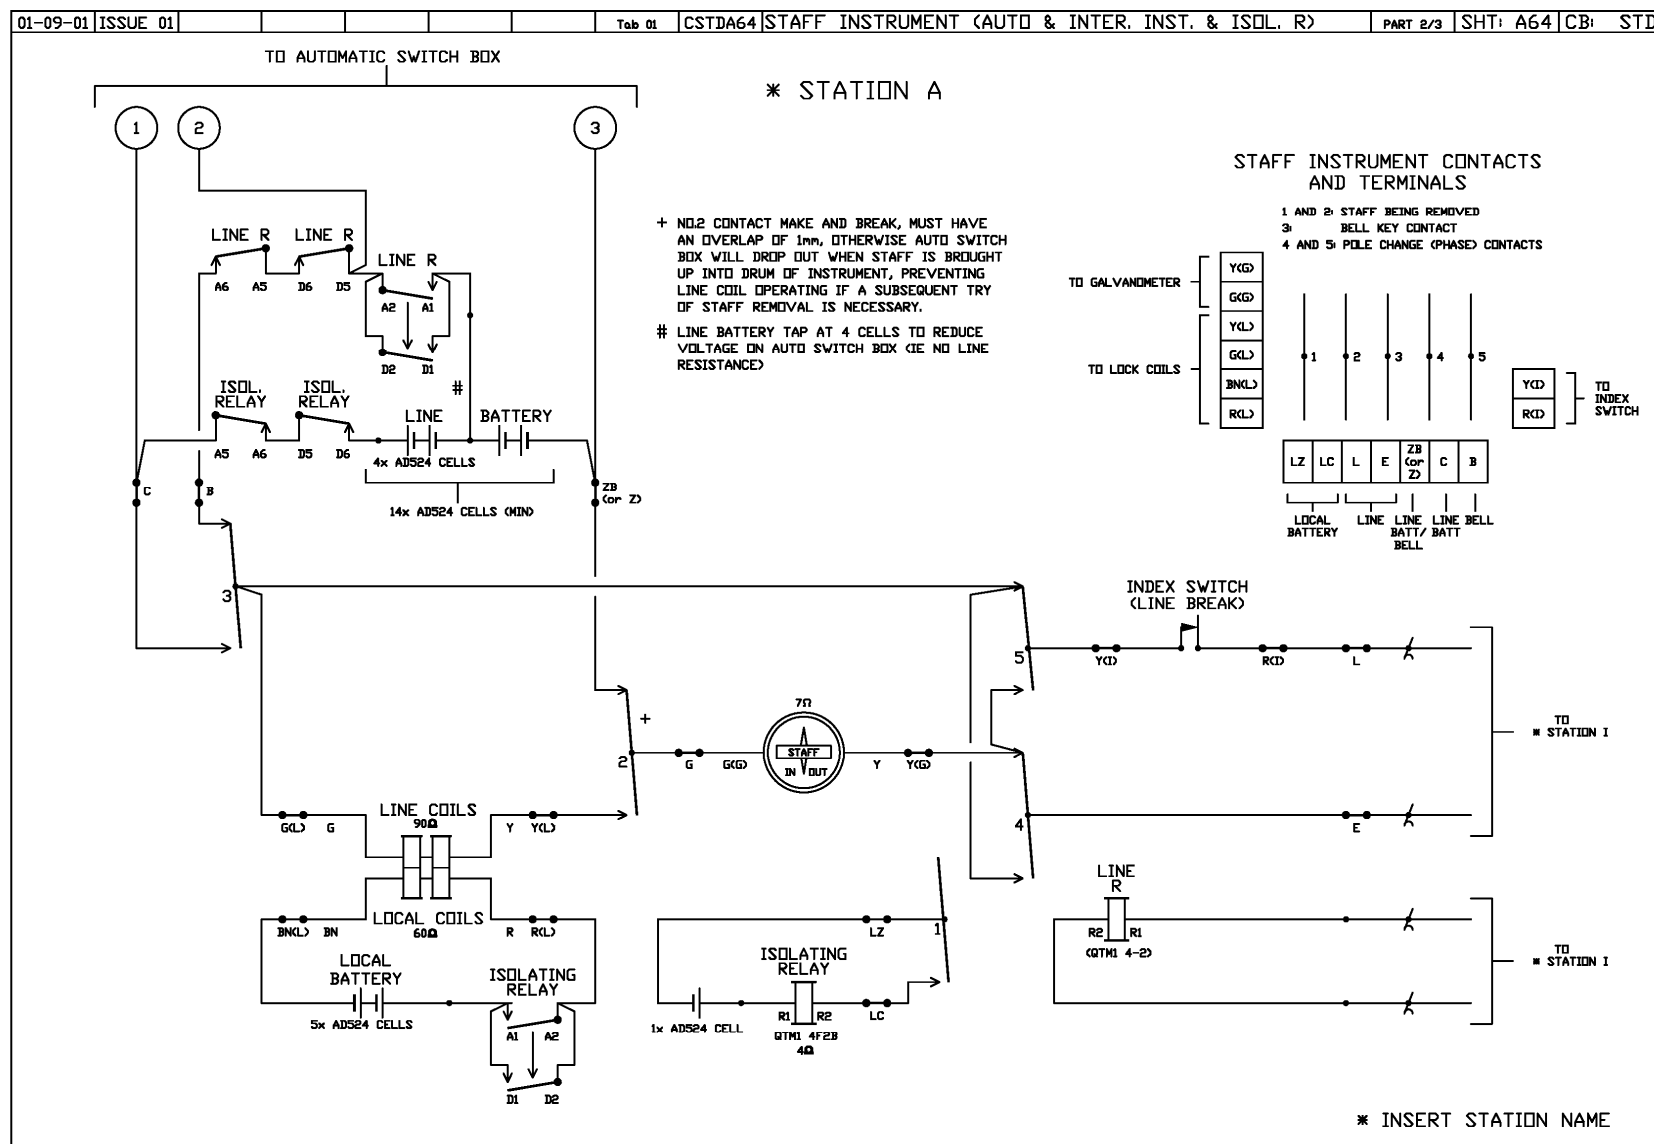 01-09-01 ISSUE 01 Tab 01 CSTDA64 STAFF INSTRUMENT (AUTO & INTER. INST. & ISOL. R) PART 2/3 SHT: A64 CB: STD
TO AUTOMATIC SWITCH BOX
* STATION A
1 2 3
STAFF INSTRUMENT CONTACTS
AND TERMINALS
1 AND 2: STAFF BEING REMOVED
3: BELL KEY CONTACT
4 AND 5: POLE CHANGE (PHASE) CONTACTS
+ NO.2 CONTACT MAKE AND BREAK, MUST HAVE
AN OVERLAP OF 1mm, OTHERWISE AUTO SWITCH
BOX WILL DROP OUT WHEN STAFF IS BROUGHT
UP INTO DRUM OF INSTRUMENT, PREVENTING
LINE COIL OPERATING IF A SUBSEQUENT TRY
OF STAFF REMOVAL IS NECESSARY.
# LINE BATTERY TAP AT 4 CELLS TO REDUCE
VOLTAGE ON AUTO SWITCH BOX (IE NO LINE
RESISTANCE)
LINE R LINE R
LINE R
A6 A5 D6 D5
A2 A1
D2 D1
#
ISOL. RELAY
ISOL. RELAY
LINE BATTERY
A5 A6 D5 D6
4x AD524 CELLS
14x AD524 CELLS (MIN)
C B
ZB
(or Z)
TO GALVANOMETER
Y(G)
G(G)
TO LOCK COILS
Y(L)
G(L)
BN(L)
R(L)
1 2 3 4 5
Y(I)
R(I)
TO
INDEX
SWITCH
LZ LC L E ZB (or Z) C B
LOCAL
BATTERY
LINE
LINE
BATT/
BELL
LINE
BATT
BELL
3
INDEX SWITCH
(LINE BREAK)
5
Y(I) R(I) L
7Ω
+
STAFF
IN OUT
2
G G(G) Y Y(G)
TO
* STATION I
LINE COILS
90Ω
G(L) G Y Y(L)
4
E
LOCAL COILS
60Ω
BN(L) BN R R(L)
LOCAL
BATTERY
5x AD524 CELLS
ISOLATING
RELAY
A1 A2
D1 D2
LZ
1
ISOLATING
RELAY
R1 R2
LC
1x AD524 CELL
QTM1 4F2B
4Ω
LINE
R
R2 R1
(QTM1 4-2)
TO
* STATION I
* INSERT STATION NAME